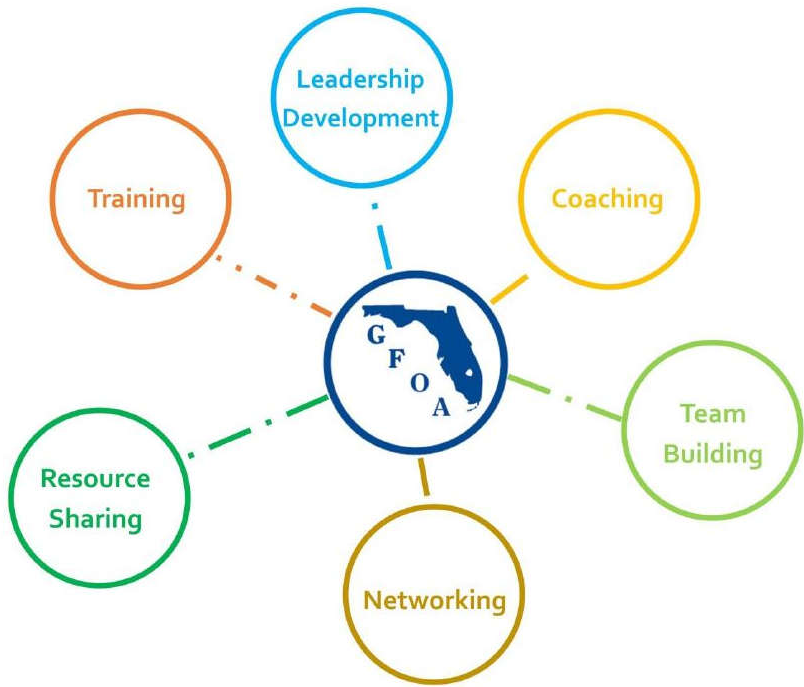 Leadership
Development
Training
Coaching
G
F
O
A
Team
Building
Resource
Sharing
Networking